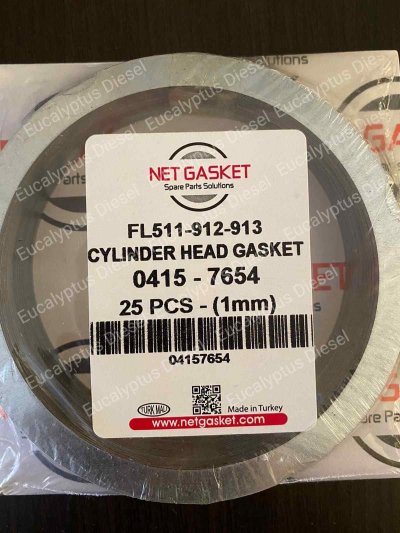 NET GASKET
Spare Parts Solutions
FL511-912-913
CYLINDER HEAD GASKET
0415 - 7654
25 PCS - (1mm)
04157654
TURK MALI
Made in Turkey
www.netgasket.com
Eucalyptus Diesel